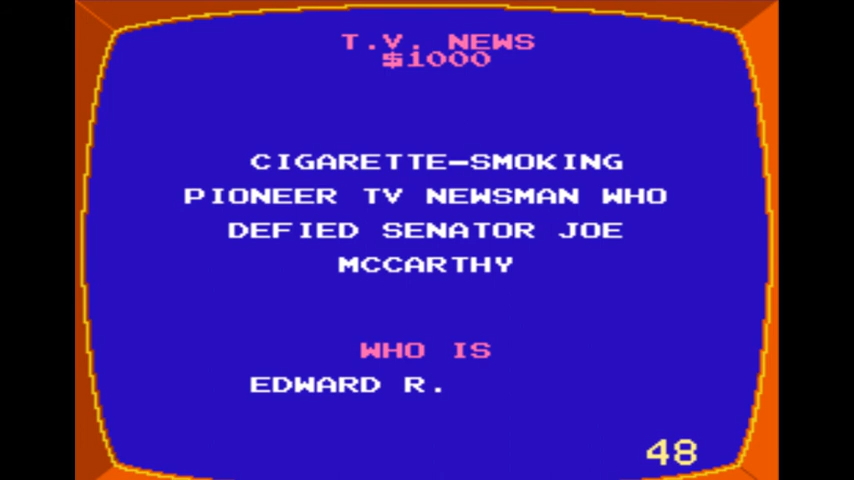 T.V. NEWS
$1000
CIGARETTE-SMOKING
PIONEER TV NEWSMAN WHO
DEFIED SENATOR JOE
MCCARTHY
WHO IS
EDWARD R.
48